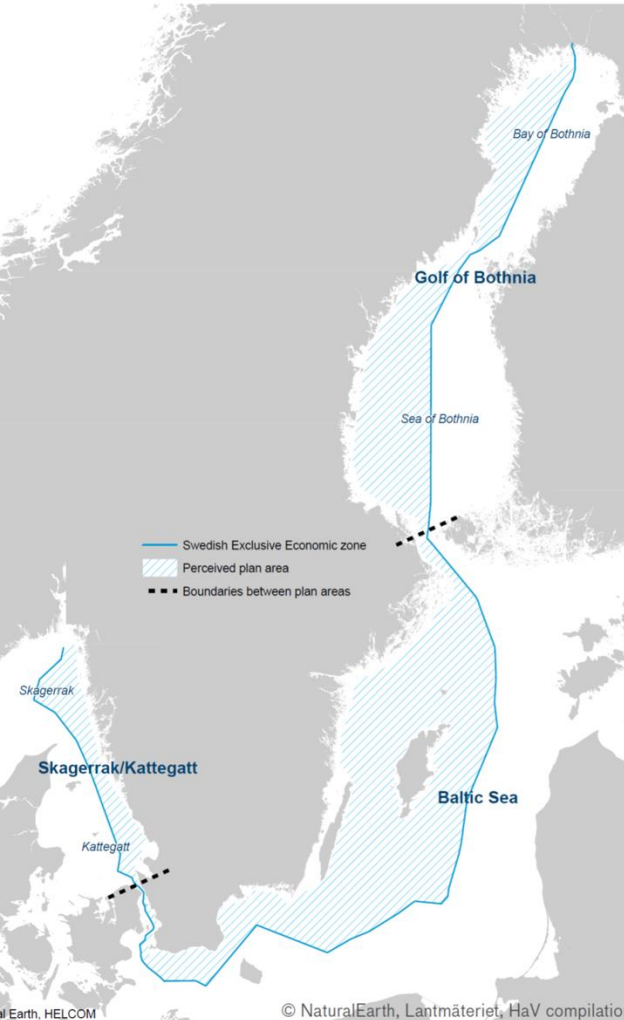 Bay of Bothnia
Golf of Bothnia
Sea of Bothnia
Swedish Exclusive Economic zone
Perceived plan area
Boundaries between plan areas
Skagerrak
Skagerrak/Kattegatt
Baltic Sea
Kattegatt
al Earth, HELCOM
© NaturalEarth, Lantmäteriet, HaV compilatio